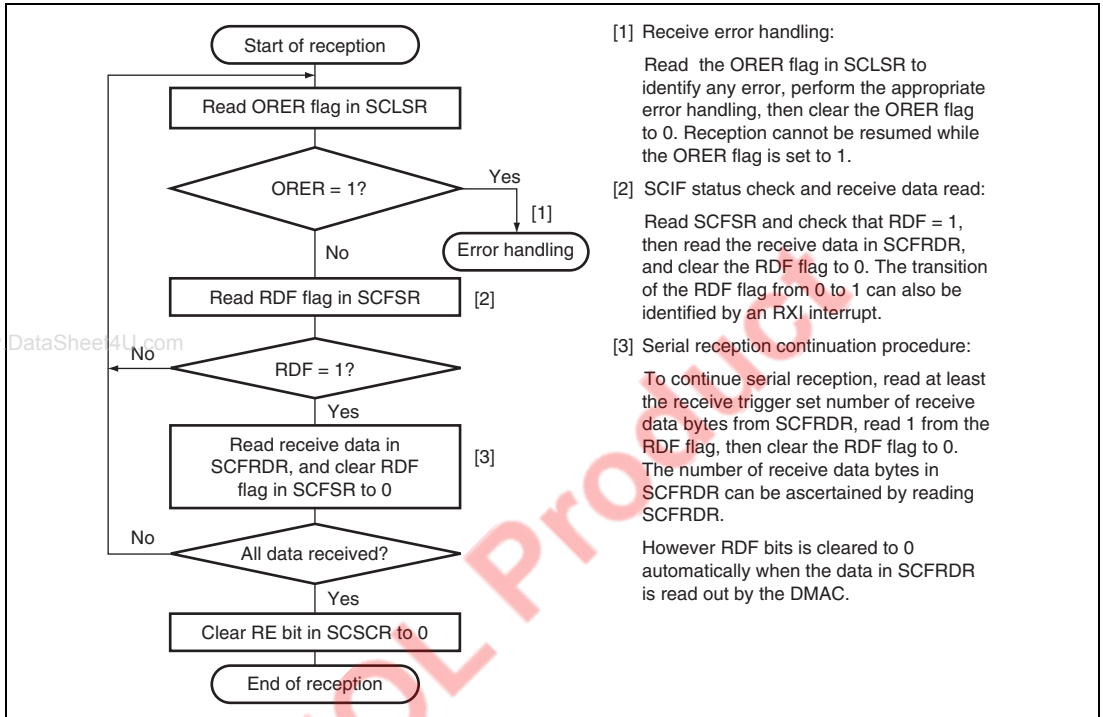 Start of reception
Read ORER flag in SCLSR
ORER = 1?
Yes
[1]
Error handling
No
Read RDF flag in SCFSR
[2]
DataSheet4U.com
No
RDF = 1?
Yes
Read receive data in
SCFRDR, and clear RDF
flag in SCFSR to 0
[3]
No
All data received?
Yes
Clear RE bit in SCSCR to 0
End of reception
[1] Receive error handling:
Read the ORER flag in SCLSR to
identify any error, perform the appropriate
error handling, then clear the ORER flag
to 0. Reception cannot be resumed while
the ORER flag is set to 1.
[2] SCIF status check and receive data read:
Read SCFSR and check that RDF = 1,
then read the receive data in SCFRDR,
and clear the RDF flag to 0. The transition
of the RDF flag from 0 to 1 can also be
identified by an RXI interrupt.
[3] Serial reception continuation procedure:
To continue serial reception, read at least
the receive trigger set number of receive
data bytes from SCFRDR, read 1 from the
RDF flag, then clear the RDF flag to 0.
The number of receive data bytes in
SCFRDR can be ascertained by reading
SCFRDR.
However RDF bits is cleared to 0
automatically when the data in SCFRDR
is read out by the DMAC.
OL Product